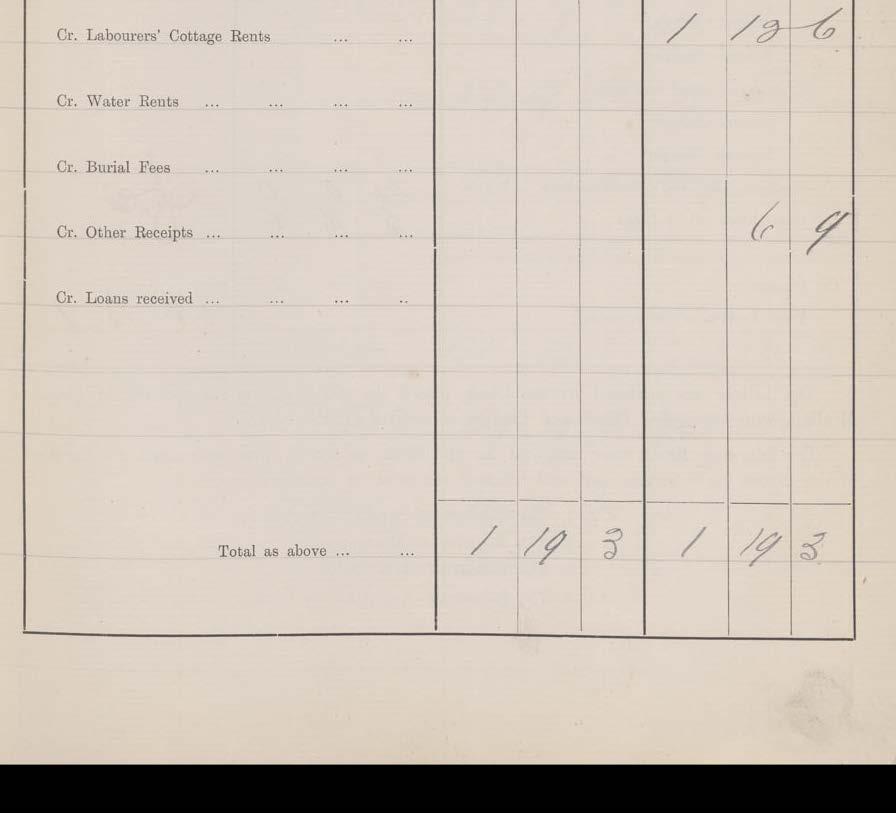 Cr. Labourers' Cottage Rents ... ... 1 12 6
Cr. Water Rents ... ... ... ...
Cr. Burial Fees ... ... ... ...
Cr. Other Receipts ... ... ... ... 6 9
Cr. Loans received ... ... ... ..
Total as above ... ... 1 19 3 1 19 3